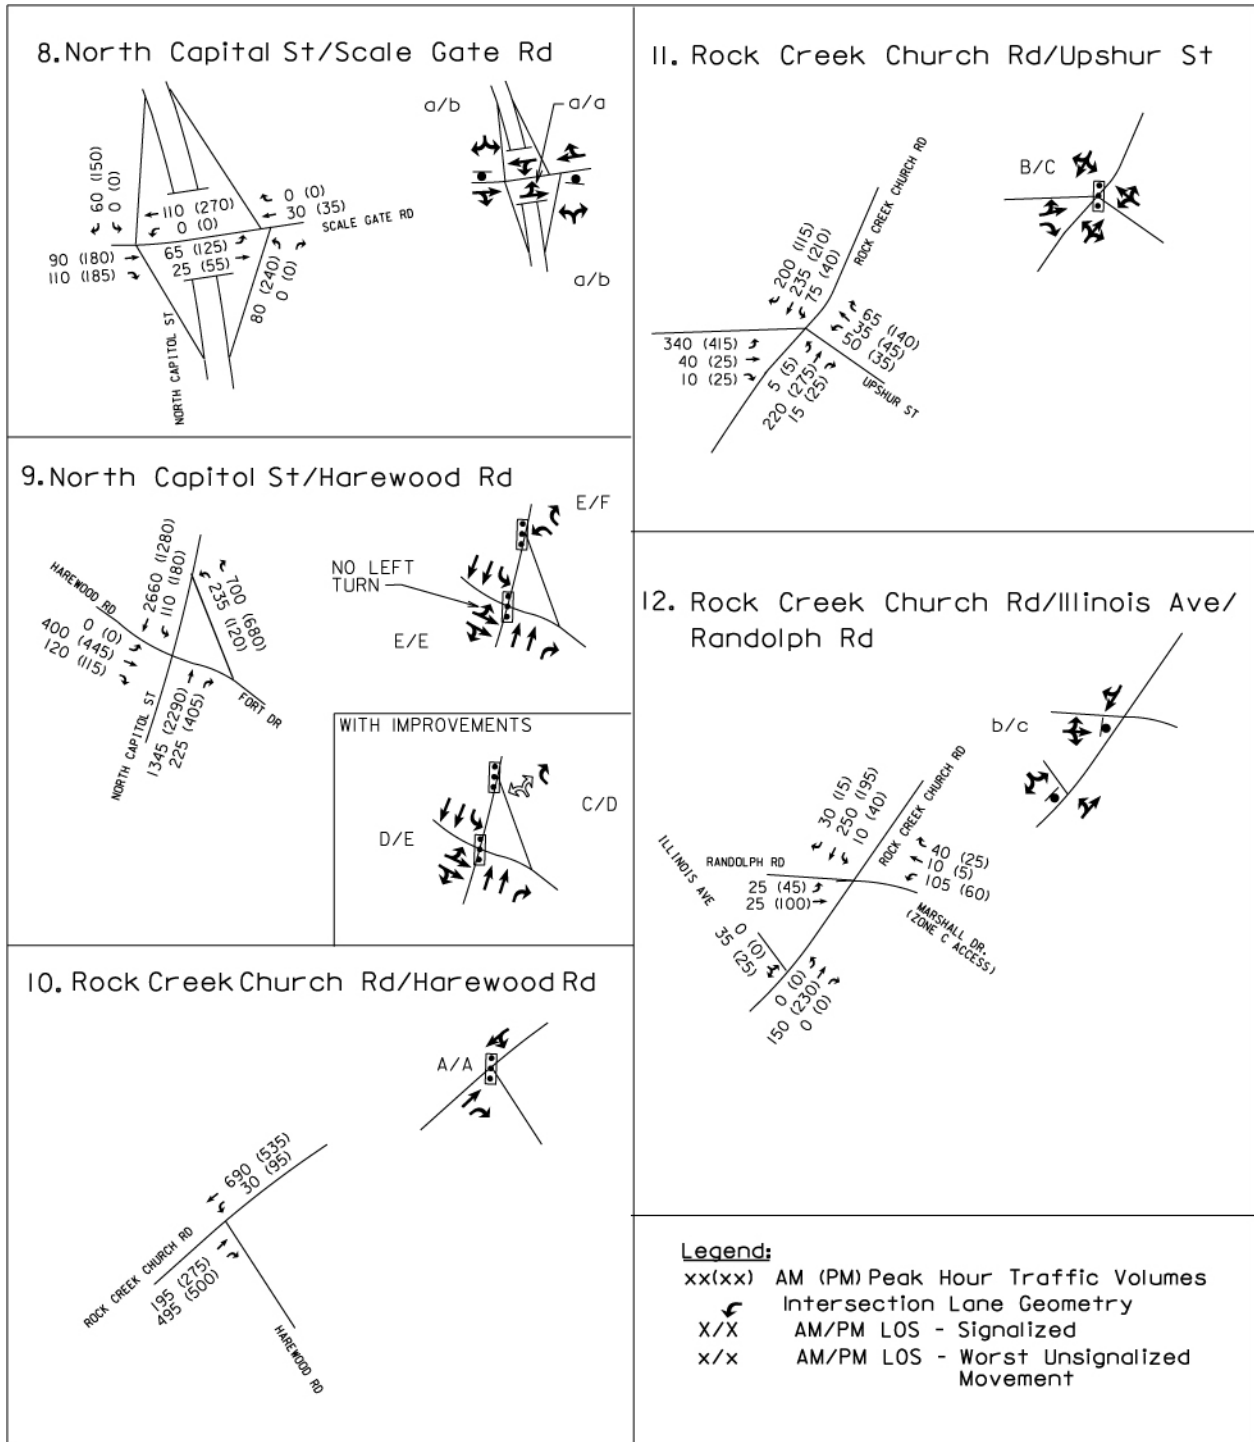 8. North Capital St/Scale Gate Rd
a/b
a/a
60 (150)
0 (0)
110 (270)
0 (0)
0 (0)
30 (35)
SCALE GATE RD
90 (180)
110 (185)
65 (125)
25 (55)
80 (240)
0 (0)
NORTH CAPITOL ST
a/b
9. North Capitol St/Harewood Rd
E/F
NO LEFT
TURN
E/E
HAREWOOD RD
2660 (1280)
110 (180)
700 (680)
235 (120)
0 (0)
400 (445)
120 (115)
FORT DR
NORTH CAPITOL ST
1345 (2290)
225 (405)
WITH IMPROVEMENTS
C/D
D/E
10. Rock Creek Church Rd/Harewood Rd
A/A
690 (535)
30 (95)
ROCK CREEK CHURCH RD
195 (275)
495 (500)
HAREWOOD RD
11. Rock Creek Church Rd/Upshur St
B/C
ROCK CREEK CHURCH RD
200 (115)
235 (210)
75 (40)
65 (140)
35 (45)
50 (35)
340 (415)
40 (25)
10 (25)
5 (5)
220 (275)
15 (25)
UPSHUR ST
12. Rock Creek Church Rd/Illinois Ave/
Randolph Rd
b/c
30 (15)
250 (195)
10 (40)
ROCK CREEK CHURCH RD
ILLINOIS AVE
RANDOLPH RD
25 (45)
25 (100)
40 (25)
10 (5)
105 (60)
MARSHALL DR.
(ZONE C ACCESS)
0 (0)
35 (25)
0 (0)
150 (230)
0 (0)
Legend:
xx(xx) AM (PM) Peak Hour Traffic Volumes
Intersection Lane Geometry
X/X AM/PM LOS - Signalized
x/x AM/PM LOS - Worst Unsignalized
Movement